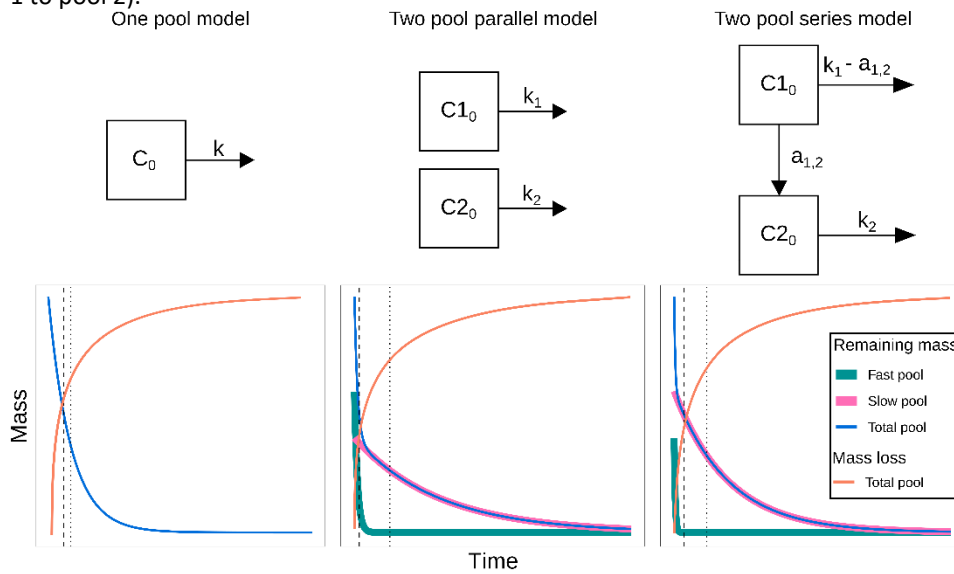 1 to pool 2).
One pool model
Two pool parallel model
Two pool series model
C₀
k
C1₀
k₁
C2₀
k₂
C1₀
k₁ - a₁,₂
a₁,₂
C2₀
k₂
Mass
Time
Remaining mass
Fast pool
Slow pool
Total pool
Mass loss
Total pool